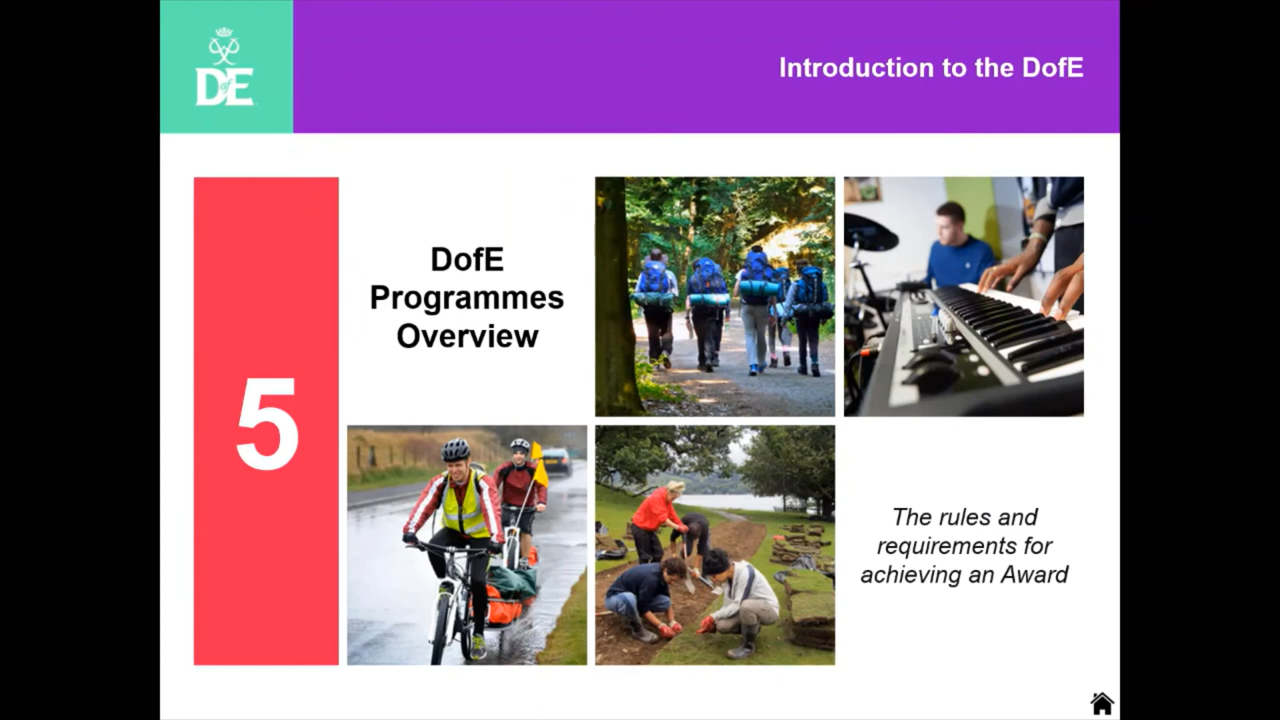 DofE
Introduction to the DofE
5
DofE
Programmes
Overview
The rules and
requirements for
achieving an Award